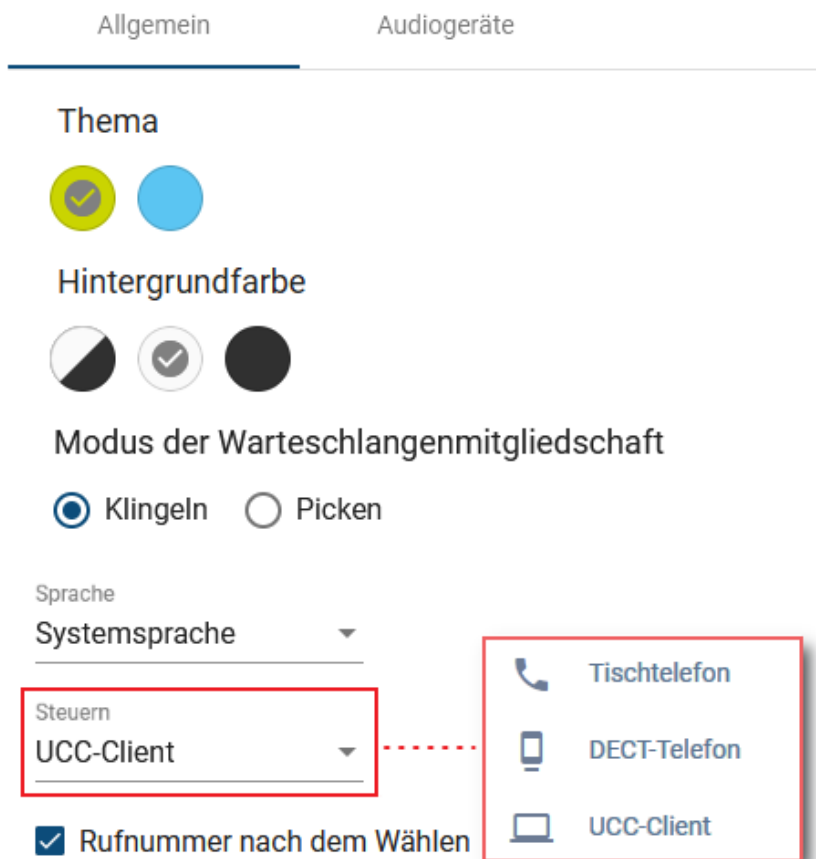 Allgemein
Audiogeräte
Thema
Hintergrundfarbe
Modus der Warteschlangenmitgliedschaft
Klingeln
Picken
Sprache
Systemsprache
Steuern
UCC-Client
Tischtelefon
DECT-Telefon
UCC-Client
Rufnummer nach dem Wählen